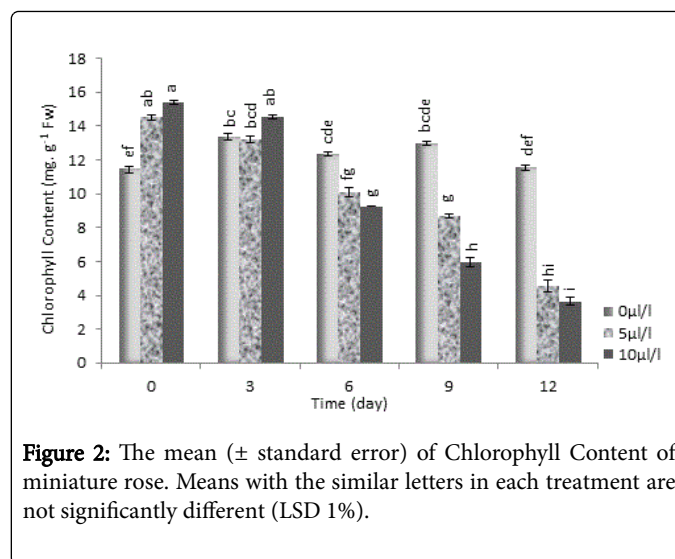 Chlorophyll Content (mg. g⁻¹ Fw)
18
16
14
12
10
8
6
4
2
0
ef
ab
a
bc
bcd
ab
cde
fg
g
bcde
g
h
def
hi
i
0 3 6 9 12
Time (day)
0µl/l
5µl/l
10µl/l
Figure 2: The mean (± standard error) of Chlorophyll Content of
miniature rose. Means with the similar letters in each treatment are
not significantly different (LSD 1%).